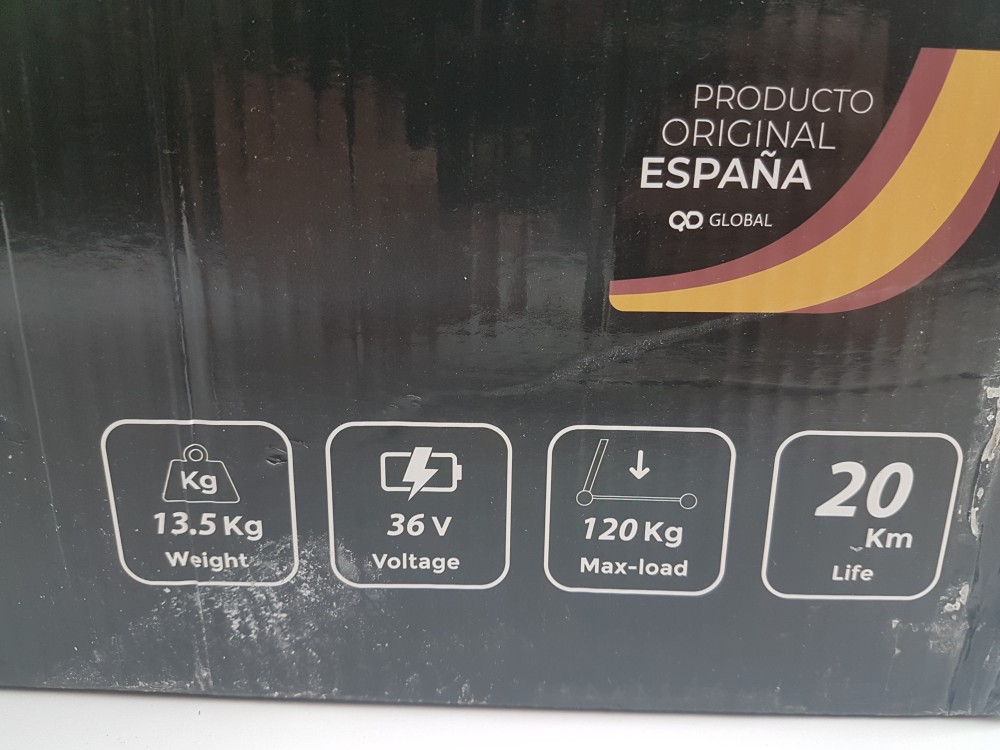 PRODUCTO
ORIGINAL
ESPAÑA
GLOBAL
Kg
13.5 Kg
Weight
36 V
Voltage
120 Kg
Max-load
20
Km
Life